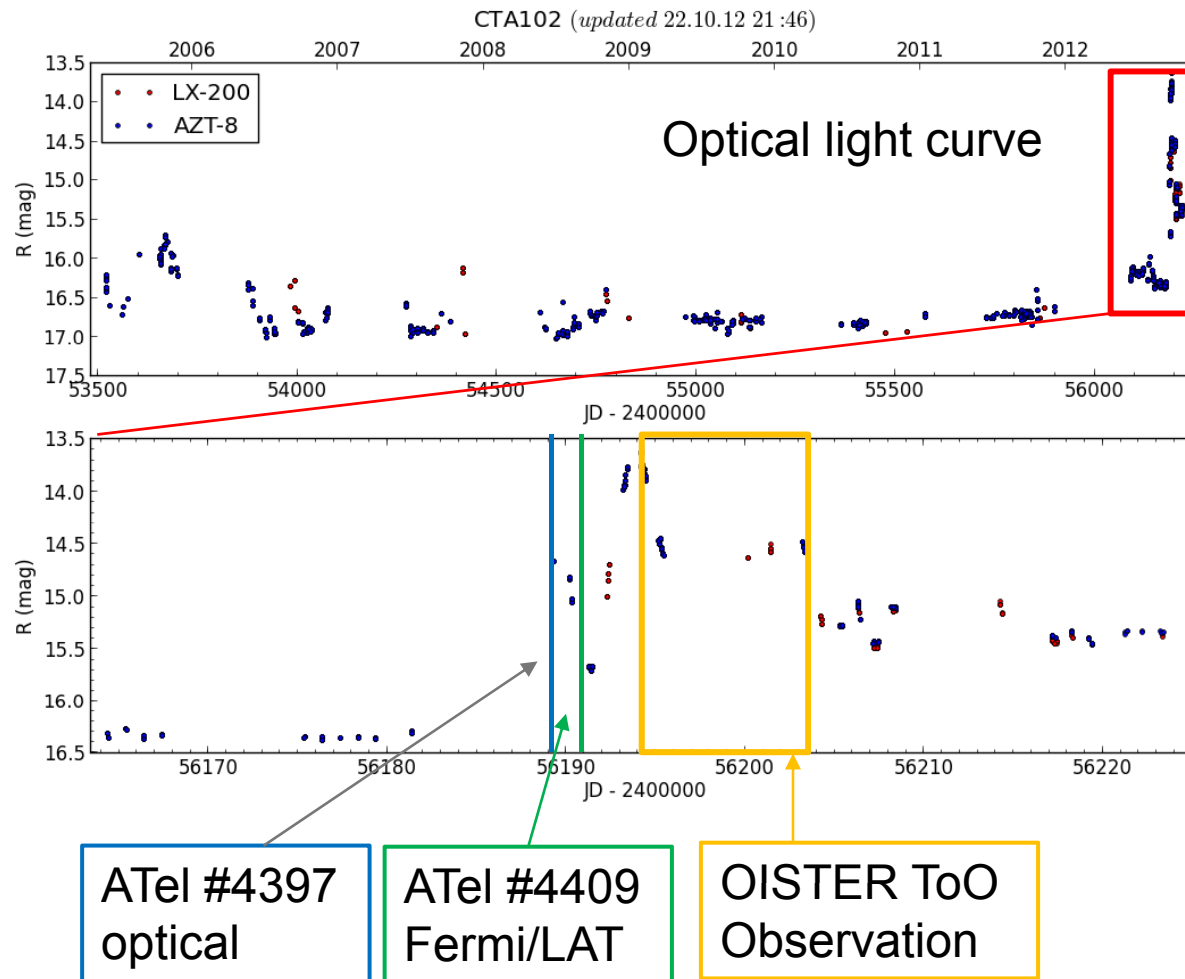 CTA102 (updated 22.10.12 21:46)
2006 2007 2008 2009 2010 2011 2012
13.5
14.0
14.5
15.0
15.5
16.0
16.5
17.0
17.5
R (mag)
LX-200
AZT-8
Optical light curve
53500 54000 54500 55000 55500 56000
JD - 2400000
13.5
14.0
14.5
15.0
15.5
16.0
16.5
R (mag)
56170 56180 56190 56200 56210 56220
JD - 2400000
ATel #4397
optical
ATel #4409
Fermi/LAT
OISTER ToO
Observation